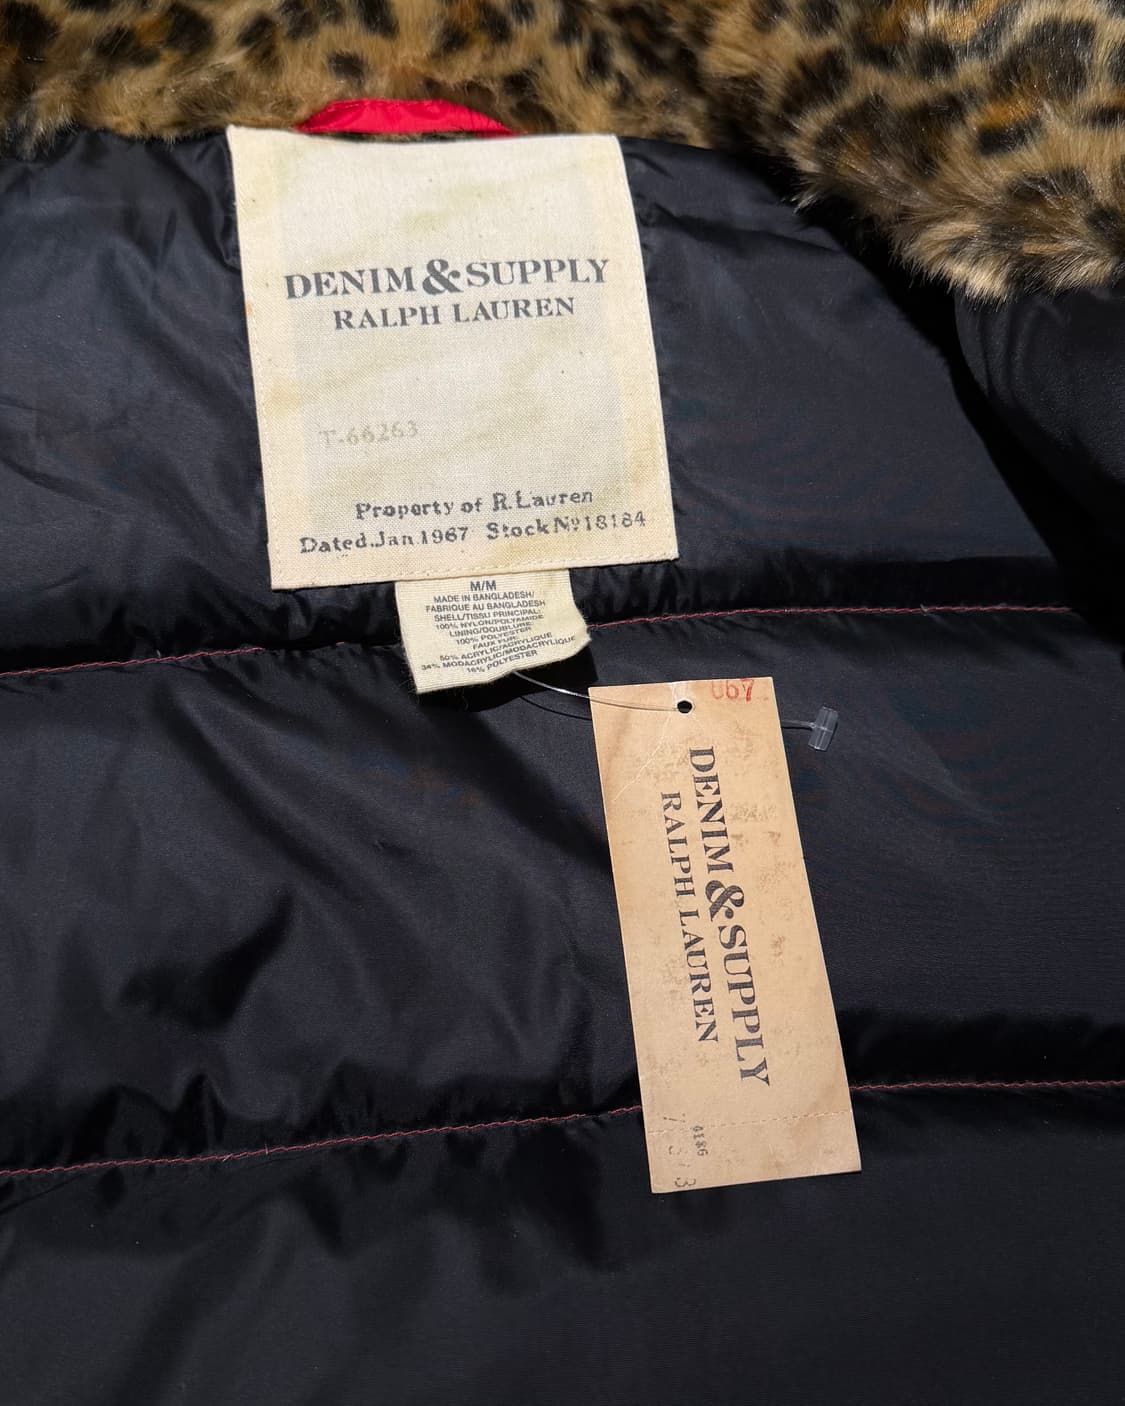 DENIM & SUPPLY
RALPH LAUREN
T-66263
Property of R.Lauren
Dated.Jan.1967 Stock Nº18184
M/M
MADE IN BANGLADESH/
FABRIQUE AU BANGLADESH
SHELL/TISSU PRINCIPAL:
100% NYLON/POLYAMIDE
LINING/DOUBLURE:
100% POLYESTER
FAUX FUR:
50% ACRYLIC/ACRYLIQUE
34% MODACRYLIC/MODACRYLIQUE
16% POLYESTER
067
DENIM & SUPPLY
RALPH LAUREN
4186